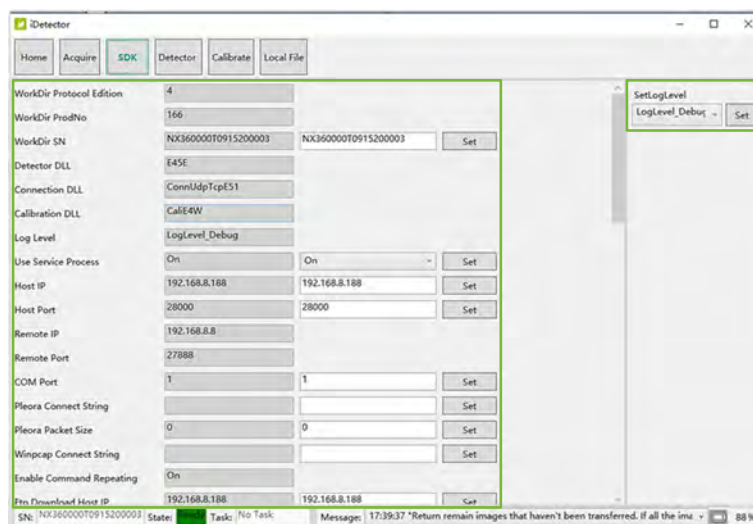 iDetector
Home Acquire SDK Detector Calibrate Local File
WorkDir Protocol Edition 4
WorkDir ProdNo 166
WorkDir SN NX360000T0915200003 NX360000T0915200003 Set
Detector DLL E45E
Connection DLL ConnUdpTcpE51
Calibration DLL CaliE4W
Log Level LogLevel_Debug
Use Service Process On On Set
Host IP 192.168.8.188 192.168.8.188 Set
Host Port 28000 28000 Set
Remote IP 192.168.8.8
Remote Port 27888
COM Port 1 1 Set
Pleora Connect String Set
Pleora Packet Size 0 0 Set
Winpcap Connect String Set
Enable Command Repeating On
Ftp Download Host IP 192.168.8.188 192.168.8.188 Set
SetLogLevel
LogLevel_Debug Set
SN: NX360000T0915200003 State: Task: No Task Message: 17:39:37 "Return remain images that haven't been transferred. If all the ima 88%